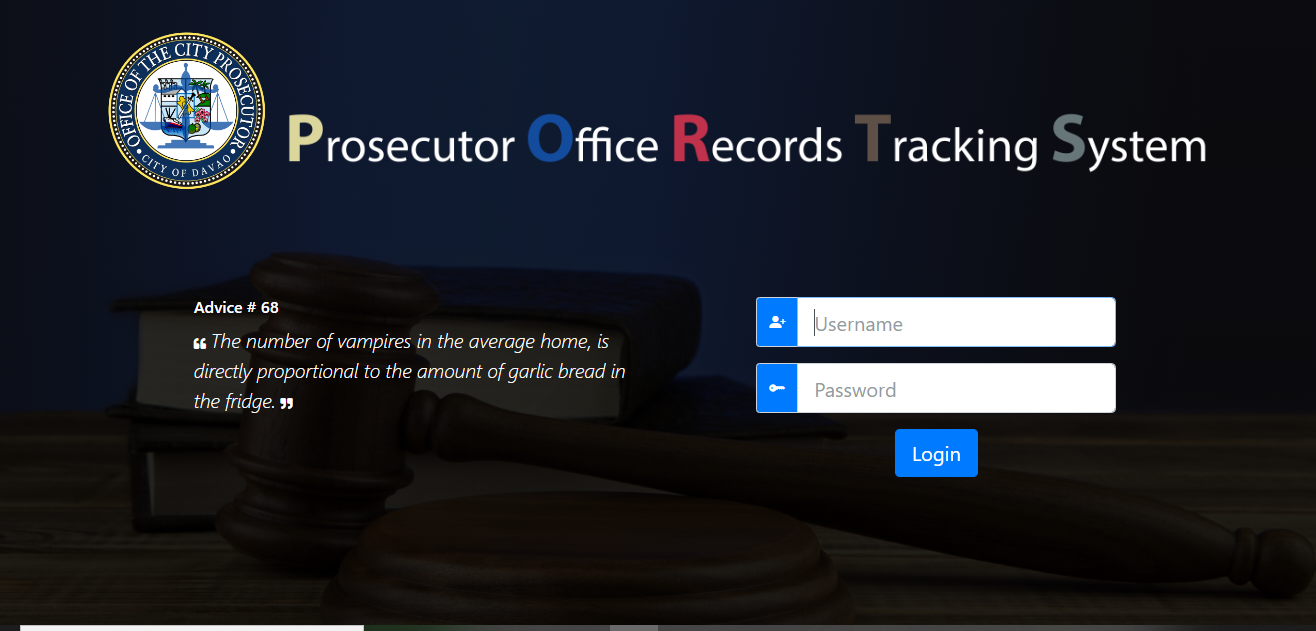 OFFICE OF THE CITY PROSECUTOR
• CITY OF DAVAO •
Prosecutor Office Records Tracking System
Advice # 68
❝ The number of vampires in the average home, is
directly proportional to the amount of garlic bread in
the fridge. ❞
Username
Password
Login